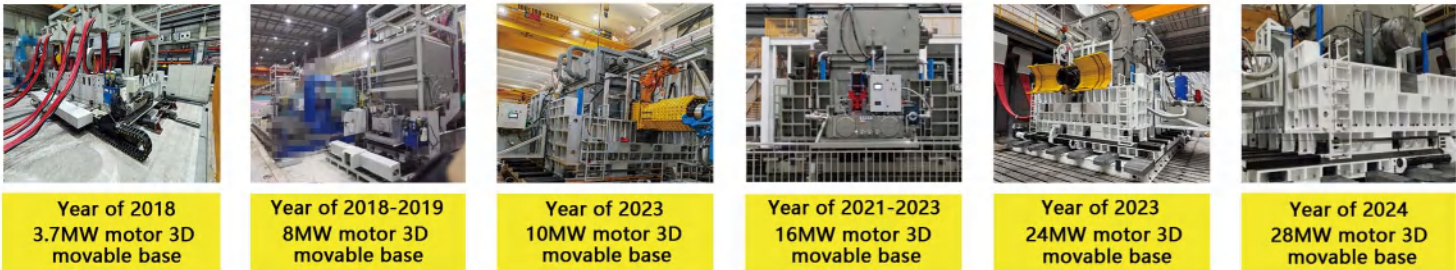 Year of 2018
3.7MW motor 3D
movable base
Year of 2018-2019
8MW motor 3D
movable base
Year of 2023
10MW motor 3D
movable base
Year of 2021-2023
16MW motor 3D
movable base
Year of 2023
24MW motor 3D
movable base
Year of 2024
28MW motor 3D
movable base